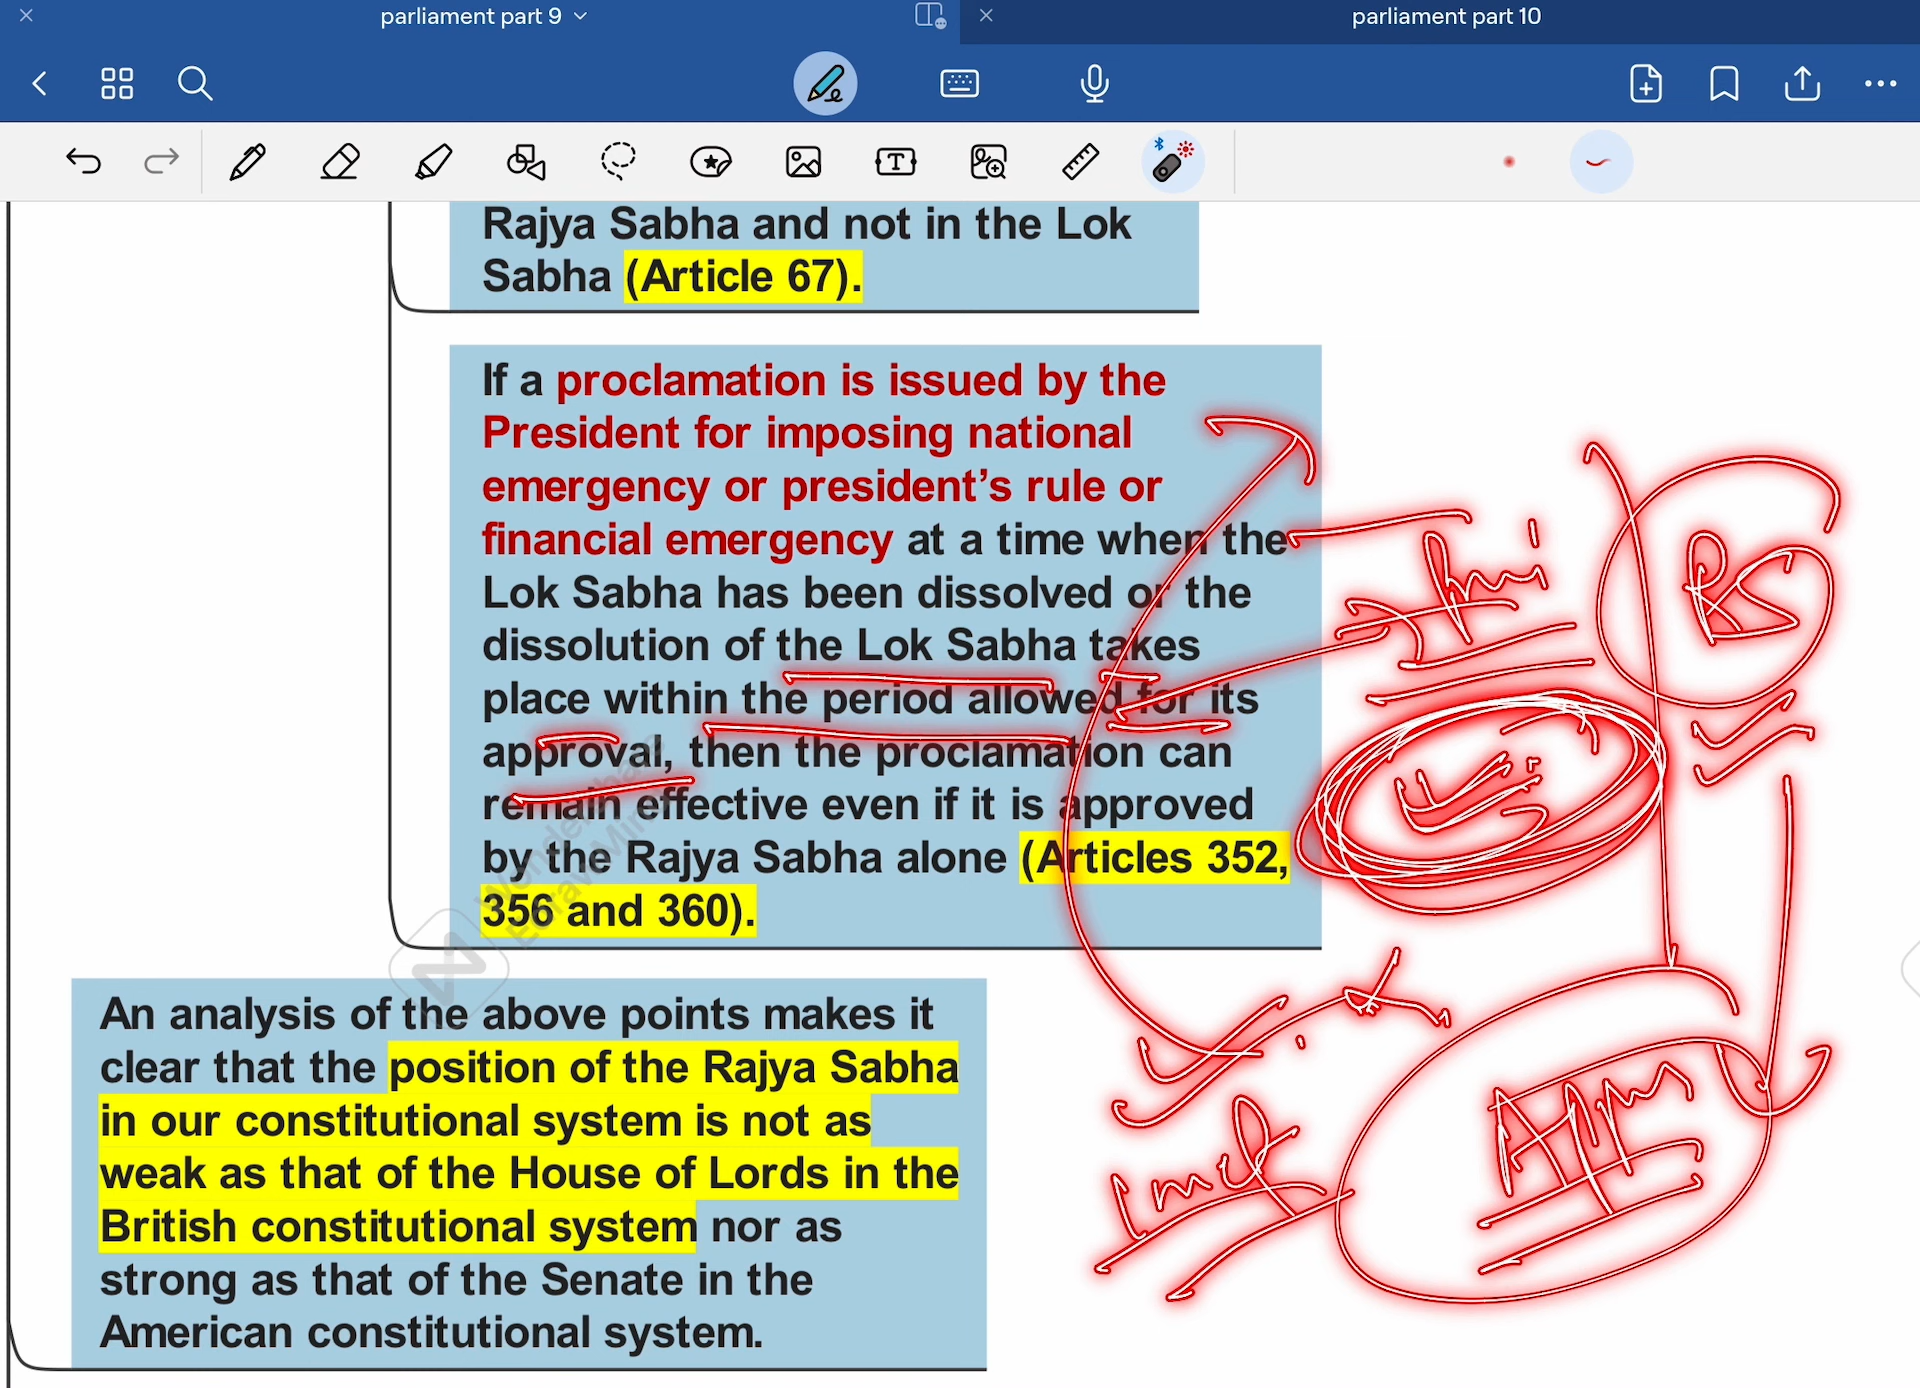 parliament part 9
parliament part 10
Rajya Sabha and not in the Lok
Sabha (Article 67).
If a proclamation is issued by the
President for imposing national
emergency or president’s rule or
financial emergency at a time when the
Lok Sabha has been dissolved or the
dissolution of the Lok Sabha takes
place within the period allowed for its
approval, then the proclamation can
remain effective even if it is approved
by the Rajya Sabha alone (Articles 352,
356 and 360).
RS
An analysis of the above points makes it
clear that the position of the Rajya Sabha
in our constitutional system is not as
weak as that of the House of Lords in the
British constitutional system nor as
strong as that of the Senate in the
American constitutional system.